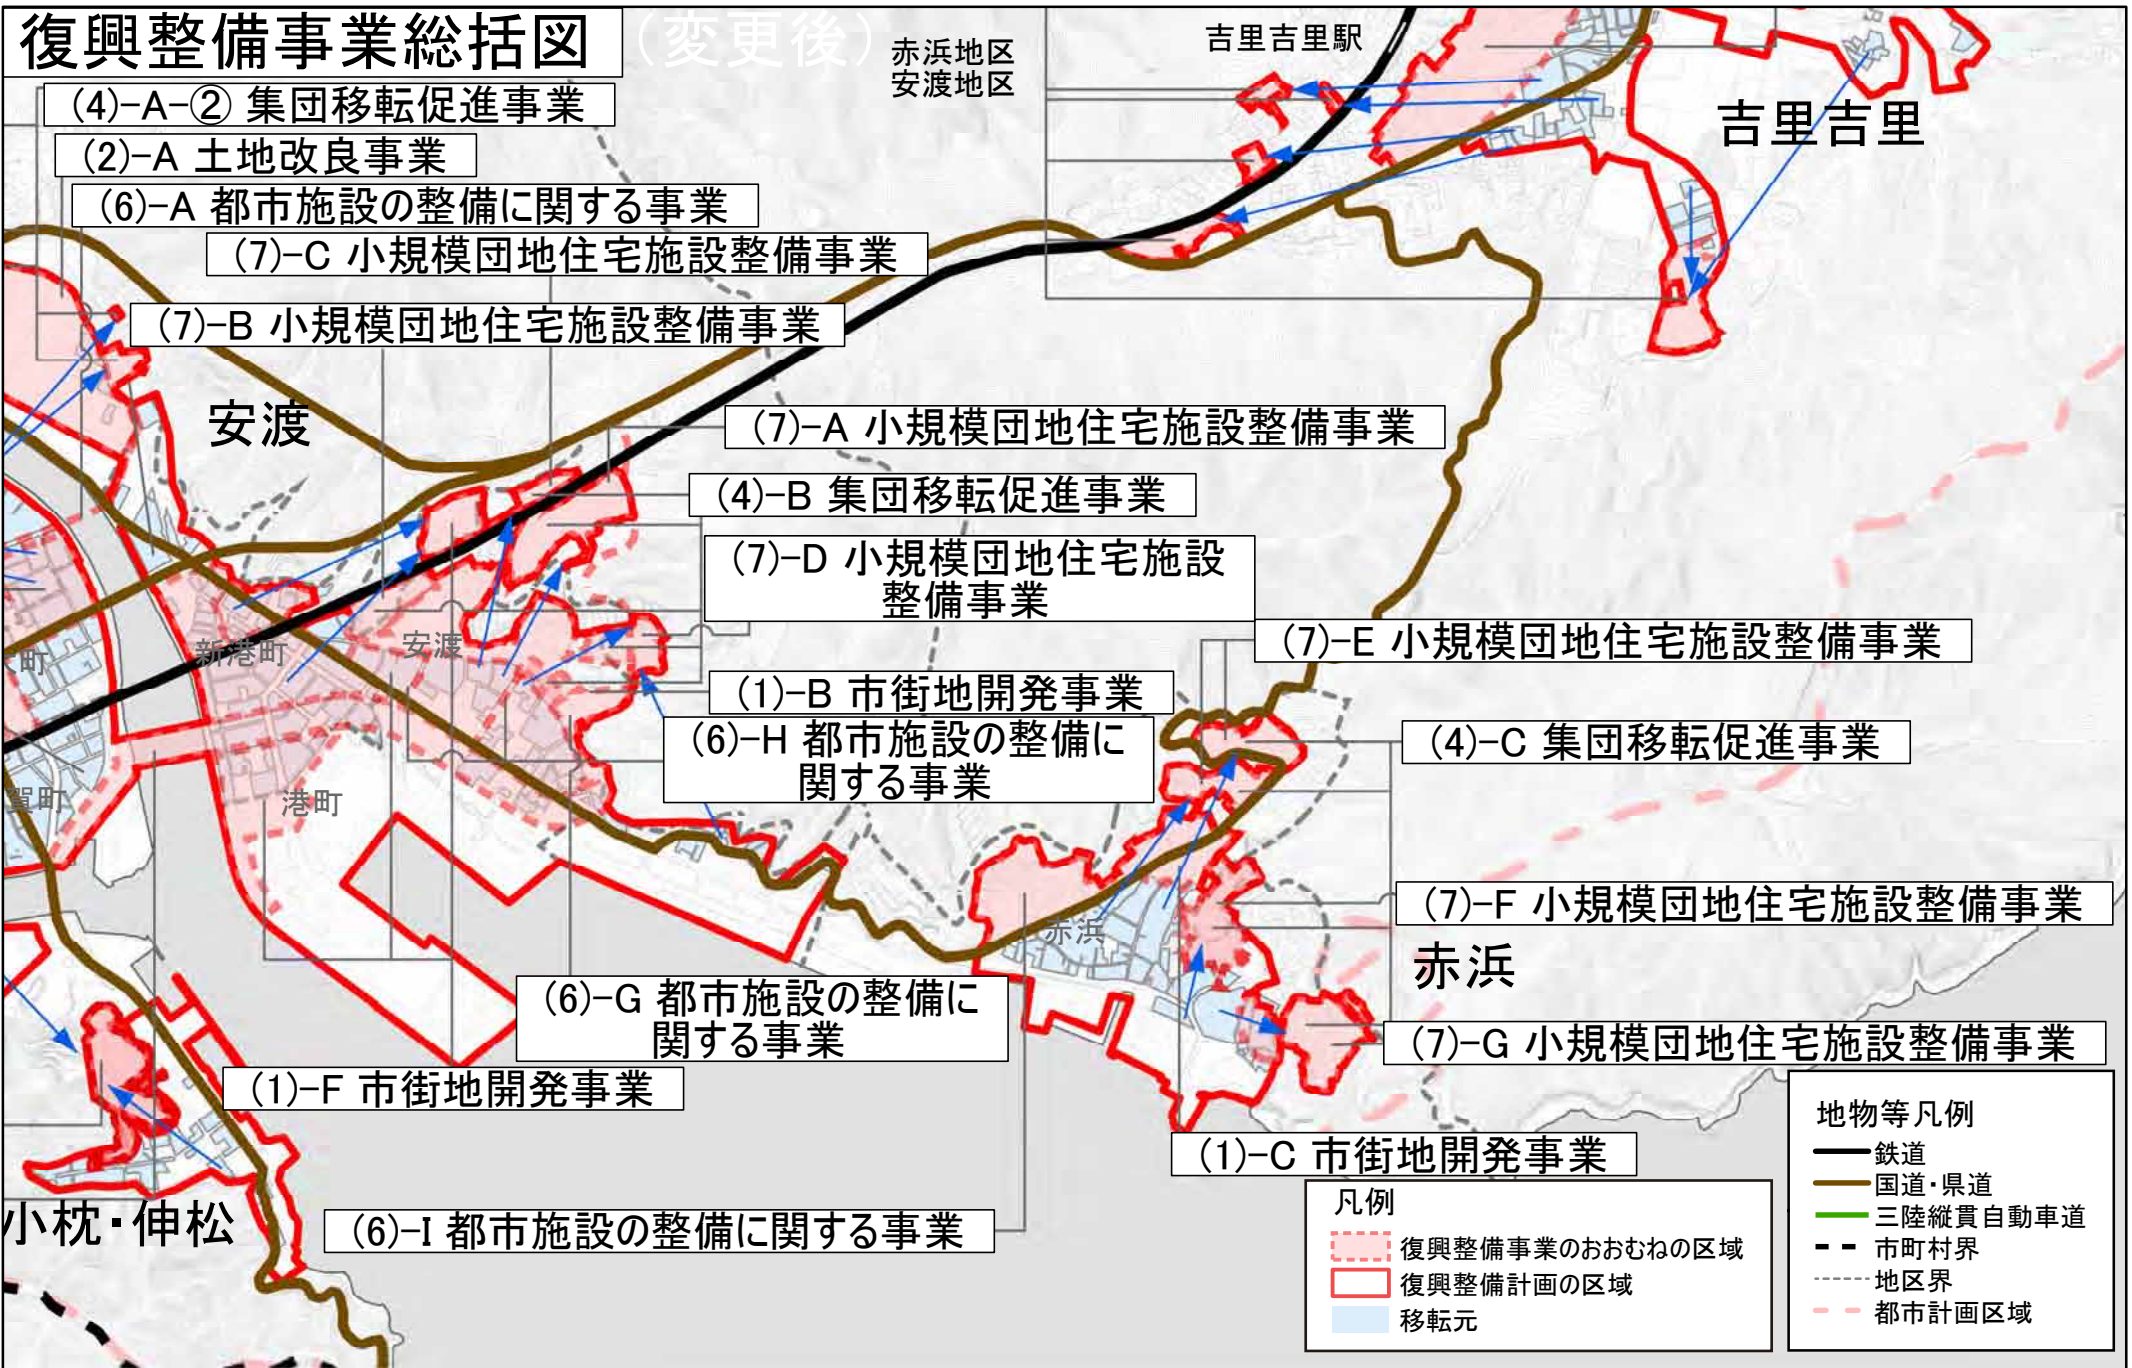 復興整備事業総括図（変更後）
赤浜地区
安渡地区
吉里吉里駅
吉里吉里
(4)-A-② 集団移転促進事業
(2)-A 土地改良事業
(6)-A 都市施設の整備に関する事業
(7)-C 小規模団地住宅施設整備事業
(7)-B 小規模団地住宅施設整備事業
安渡
(7)-A 小規模団地住宅施設整備事業
(4)-B 集団移転促進事業
(7)-D 小規模団地住宅施設
整備事業
(7)-E 小規模団地住宅施設整備事業
新港町
安渡
町
(1)-B 市街地開発事業
(6)-H 都市施設の整備に
関する事業
(4)-C 集団移転促進事業
賀町
港町
(7)-F 小規模団地住宅施設整備事業
赤浜
赤浜
(6)-G 都市施設の整備に
関する事業
(7)-G 小規模団地住宅施設整備事業
(1)-F 市街地開発事業
(1)-C 市街地開発事業
小枕・伸松
(6)-I 都市施設の整備に関する事業
凡例
復興整備事業のおおむねの区域
復興整備計画の区域
移転元
地物等凡例
鉄道
国道・県道
三陸縦貫自動車道
市町村界
地区界
都市計画区域